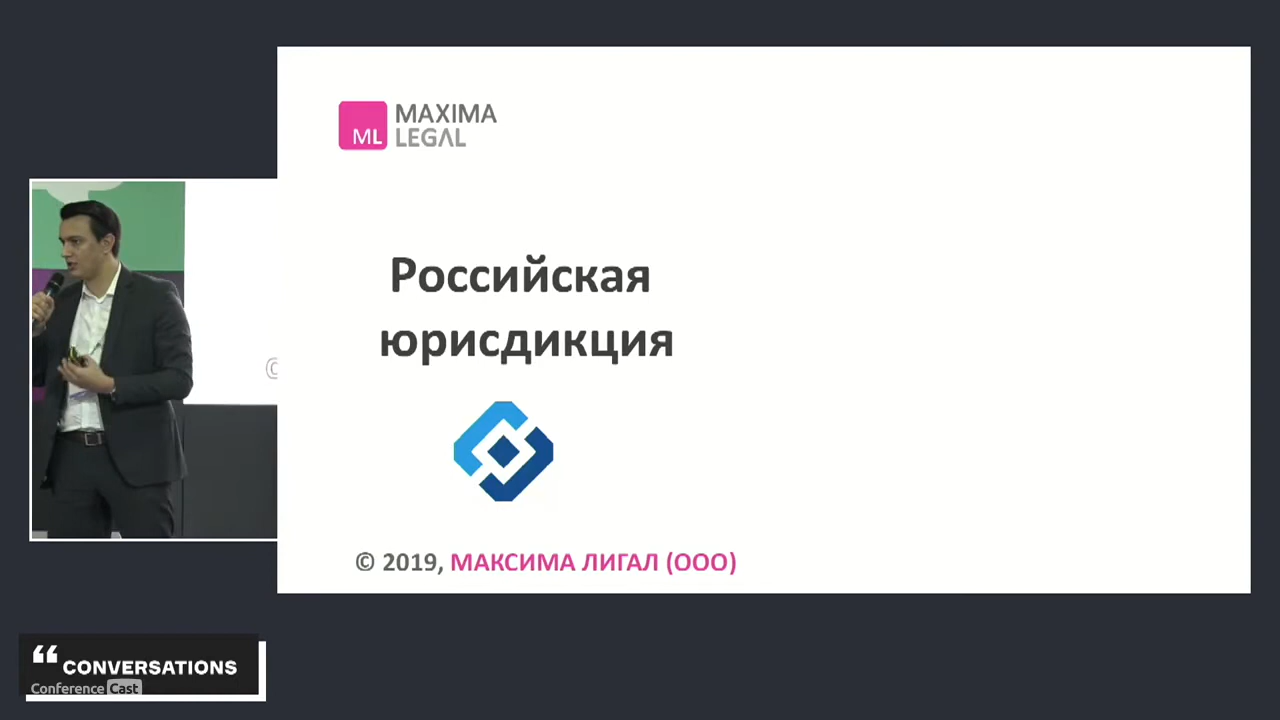 ML MAXIMA
LEGAL
Российская
юрисдикция
© 2019, МАКСИМА ЛИГАЛ (ООО)
“ CONVERSATIONS
Conference Cast